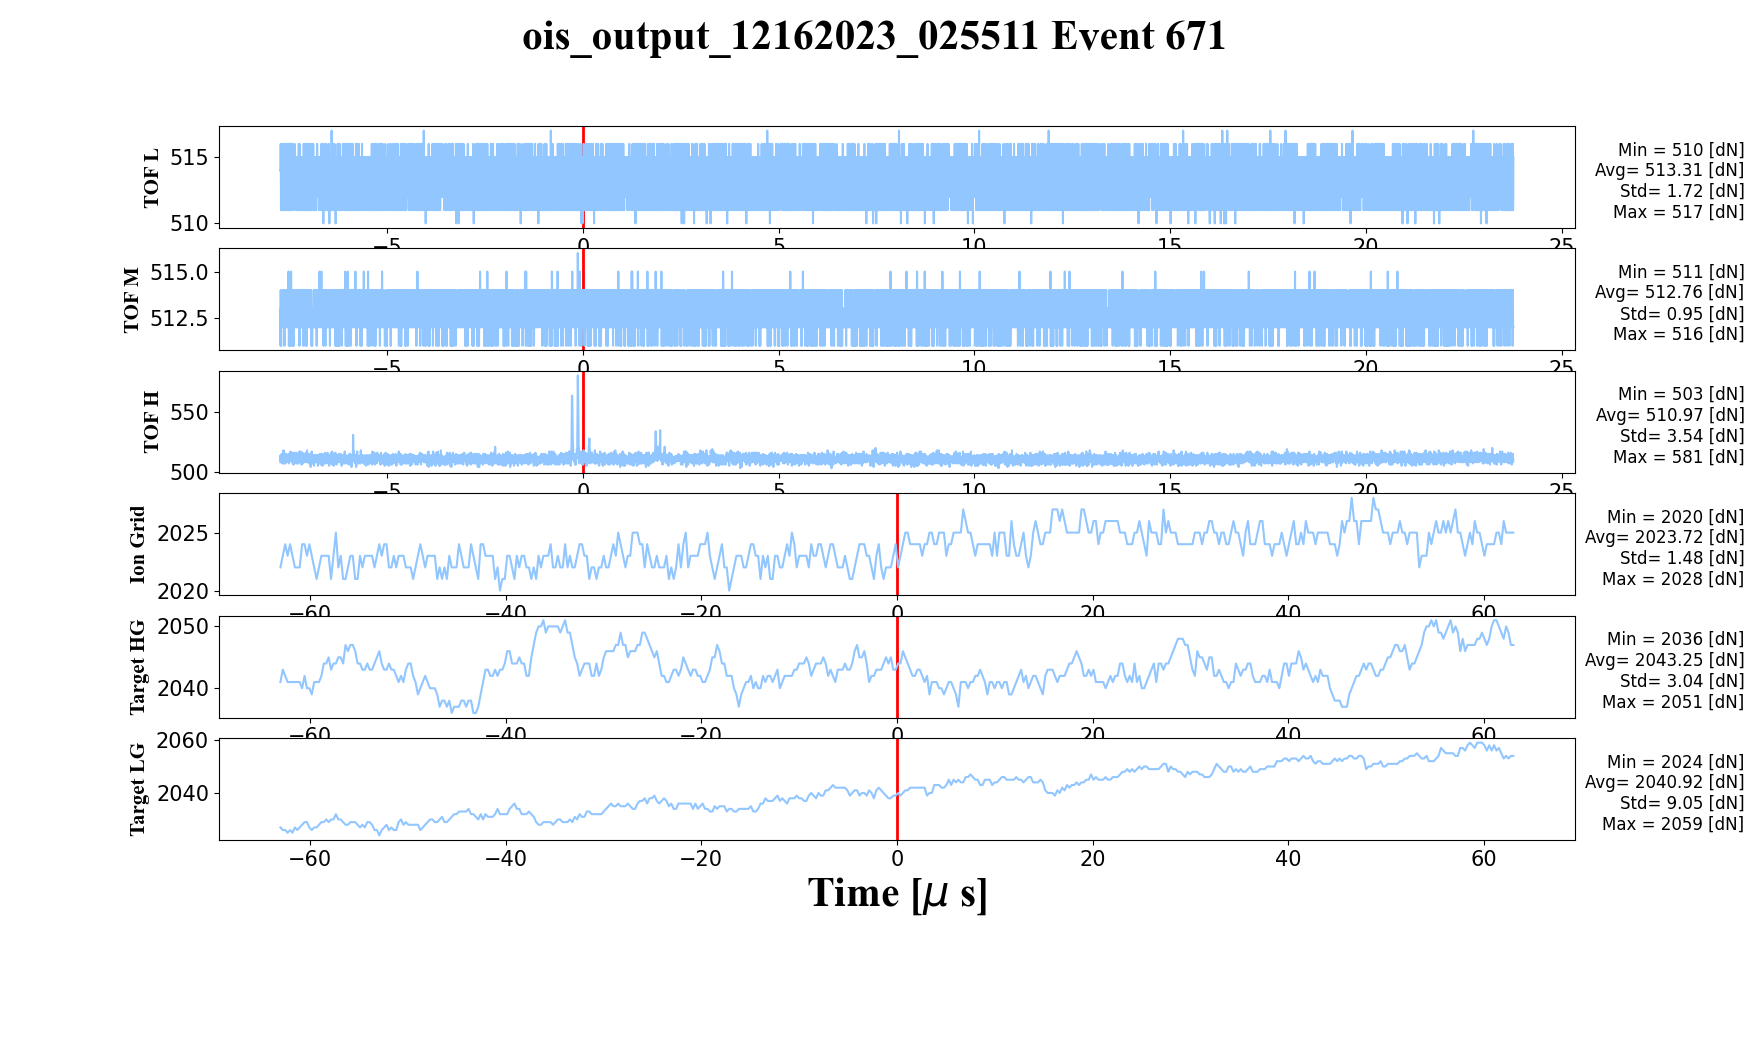 ois_output_12162023_025511 Event 671
TOF L
515
510
−5 0 5 10 15 20 25
Min = 510 [dN]
Avg= 513.31 [dN]
Std= 1.72 [dN]
Max = 517 [dN]
TOF M
515.0
512.5
−5 0 5 10 15 20 25
Min = 511 [dN]
Avg= 512.76 [dN]
Std= 0.95 [dN]
Max = 516 [dN]
TOF H
550
500
−5 0 5 10 15 20 25
Min = 503 [dN]
Avg= 510.97 [dN]
Std= 3.54 [dN]
Max = 581 [dN]
Ion Grid
2025
2020
−60 −40 −20 0 20 40 60
Min = 2020 [dN]
Avg= 2023.72 [dN]
Std= 1.48 [dN]
Max = 2028 [dN]
Target HG
2050
2040
−60 −40 −20 0 20 40 60
Min = 2036 [dN]
Avg= 2043.25 [dN]
Std= 3.04 [dN]
Max = 2051 [dN]
Target LG
2060
2040
−60 −40 −20 0 20 40 60
Min = 2024 [dN]
Avg= 2040.92 [dN]
Std= 9.05 [dN]
Max = 2059 [dN]
Time [μ s]